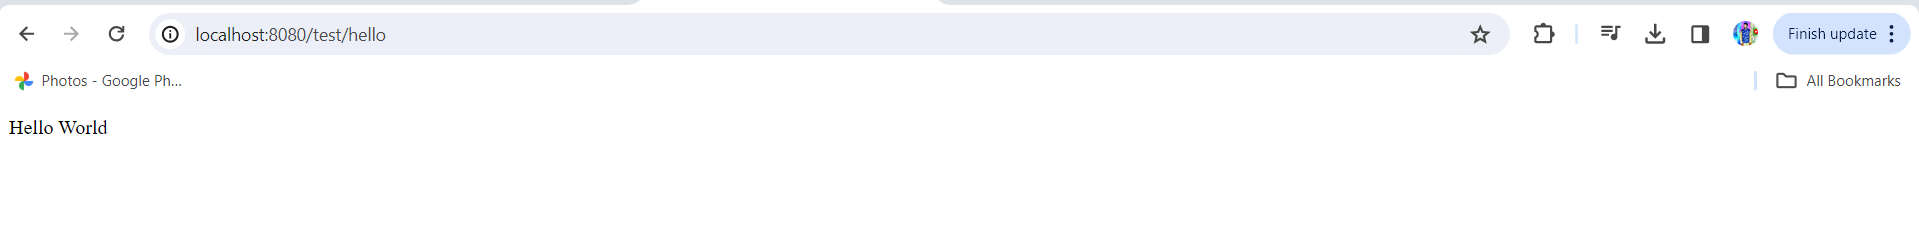 localhost:8080/test/hello
Finish update
Photos - Google Ph...
All Bookmarks
Hello World